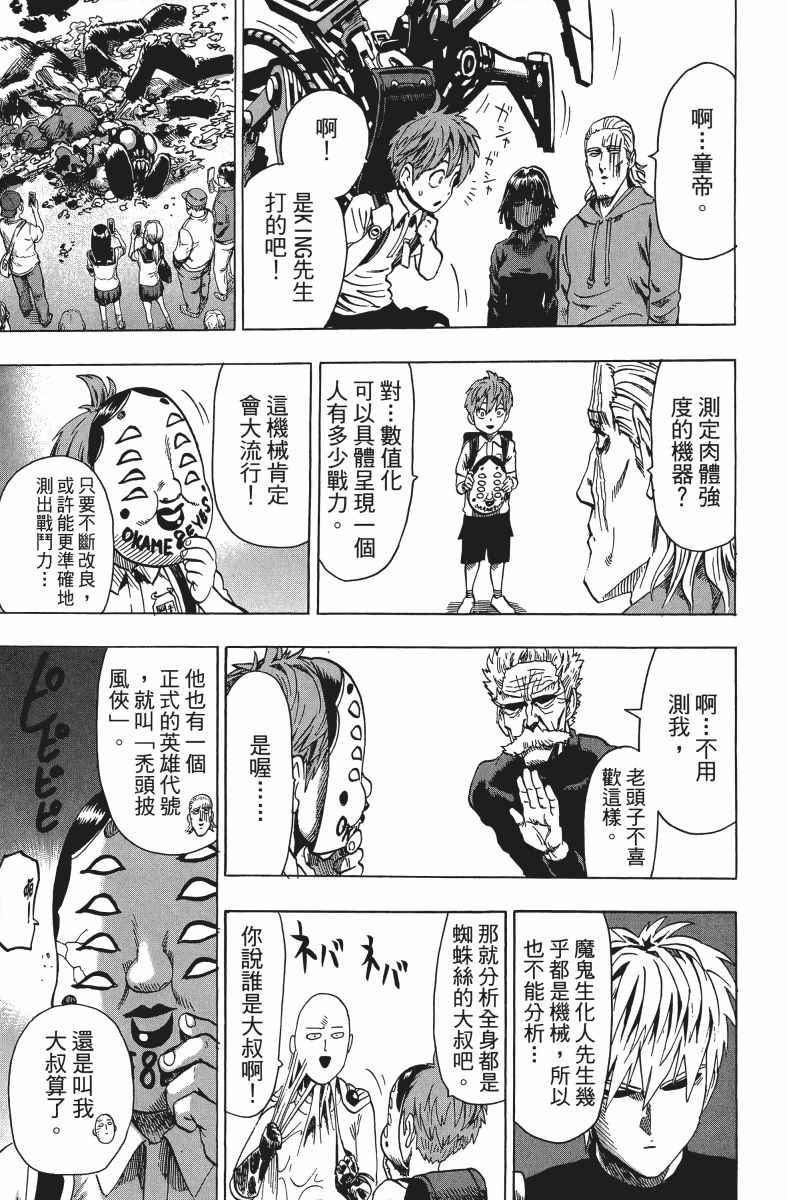 啊…童帝。
ガシャ
ガシャ
啊！
是KING先生
打的吧！
測定肉體強
度的機器？
對…數值化
可以具體呈現一個
人有多少戰力。
這機械肯定
會大流行！
OKAME 8 EYES
只要不斷改良，
或許能更準確地
測出戰鬥力…
啊…不用
測我，
老頭子不喜
歡這樣。
是喔……
他也有一個
正式的英雄代號
，就叫「禿頭披
風俠」。
ピピピピ
啊…！
魔鬼生化人先生幾
乎都是機械，所以
也不能分析…
那就分析全身都是
蜘蛛絲的大叔吧。
ネバ
ネバ
你說誰是
大叔啊！
還是叫我
大叔算了。